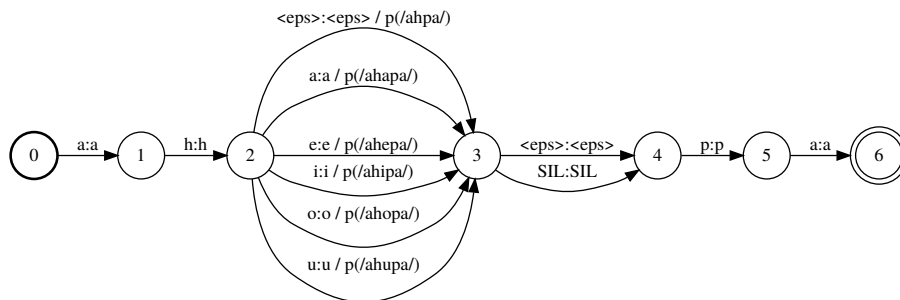 <eps>:<eps> / p(/ahpa/)
a:a / p(/ahapa/)
0 a:a 1 h:h 2 e:e / p(/ahepa/) 3 <eps>:<eps> 4 p:p 5 a:a 6
i:i / p(/ahipa/) SIL:SIL
o:o / p(/ahopa/)
u:u / p(/ahupa/)